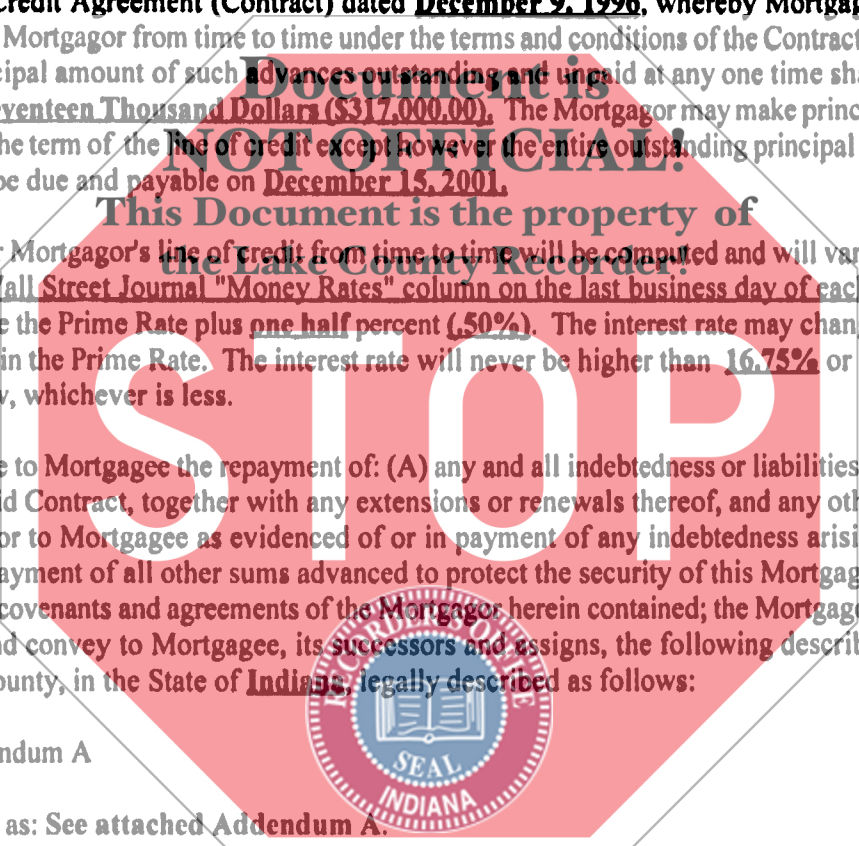 Credit Agreement (Contract) dated December 9, 1996, whereby Mortgag
Mortgagor from time to time under the terms and conditions of the Contract
Document is
cipal amount of such advances outstanding and unpaid at any one time sha
venteen Thousand Dollars ($317,000.00). The Mortgagor may make princ
NOT OFFICIAL!
he term of the line of credit except however the entire outstanding principal
be due and payable on December 15, 2001.
This Document is the property of
r Mortgagor's line of credit from time to time will be computed and will var
the Lake County Recorder!
all Street Journal "Money Rates" column on the last business day of each
e the Prime Rate plus one half percent (.50%). The interest rate may chan
in the Prime Rate. The interest rate will never be higher than 16.75% or
v, whichever is less.
STOP
e to Mortgagee the repayment of: (A) any and all indebtedness or liabilities
id Contract, together with any extensions or renewals thereof, and any oth
or to Mortgagee as evidenced of or in payment of any indebtedness arisi
ayment of all other sums advanced to protect the security of this Mortgag
covenants and agreements of the Mortgagor herein contained; the Mortgag
nd convey to Mortgagee, its successors and assigns, the following describ
ounty, in the State of Indiana, legally described as follows:
RECORDER'S OFFICE
SEAL
INDIANA
ndum A
as: See attached Addendum A.